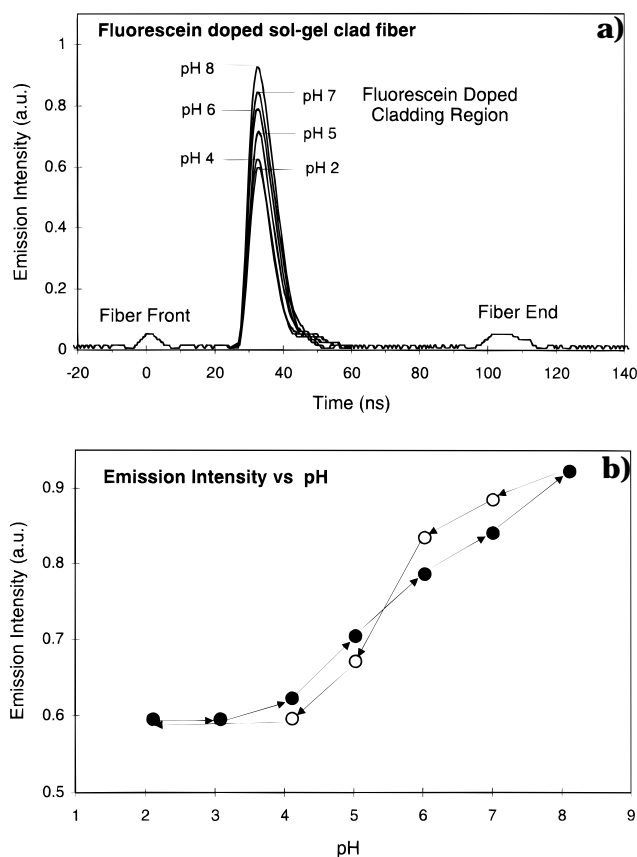 Fluorescein doped sol-gel clad fiber
a)
1
0.8
0.6
0.4
0.2
0
pH 8
pH 7
pH 6
pH 5
pH 4
pH 2
Fluorescein Doped
Cladding Region
Fiber Front
Fiber End
Emission Intensity (a.u.)
-20 0 20 40 60 80 100 120 140
Time (ns)
Emission Intensity vs pH
b)
0.9
0.8
0.7
0.6
0.5
Emission Intensity (a.u.)
1 2 3 4 5 6 7 8 9
pH